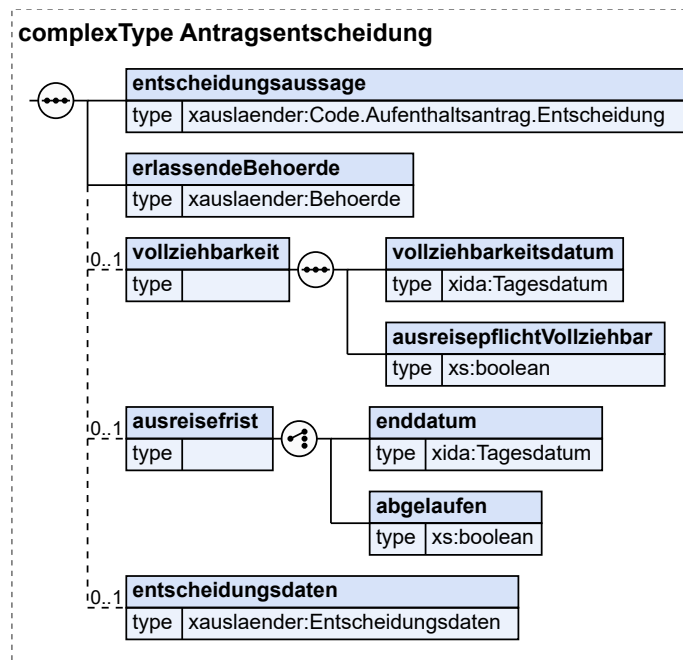 complexType Antragsentscheidung
entscheidungsaussage
type xauslaender:Code.Aufenthaltsantrag.Entscheidung
erlassendeBehoerde
type xauslaender:Behoerde
0..1 vollziehbarkeit
type
vollziehbarkeitsdatum
type xida:Tagesdatum
ausreisepflichtVollziehbar
type xs:boolean
0..1 ausreisefrist
type
enddatum
type xida:Tagesdatum
abgelaufen
type xs:boolean
0..1 entscheidungsdaten
type xauslaender:Entscheidungsdaten